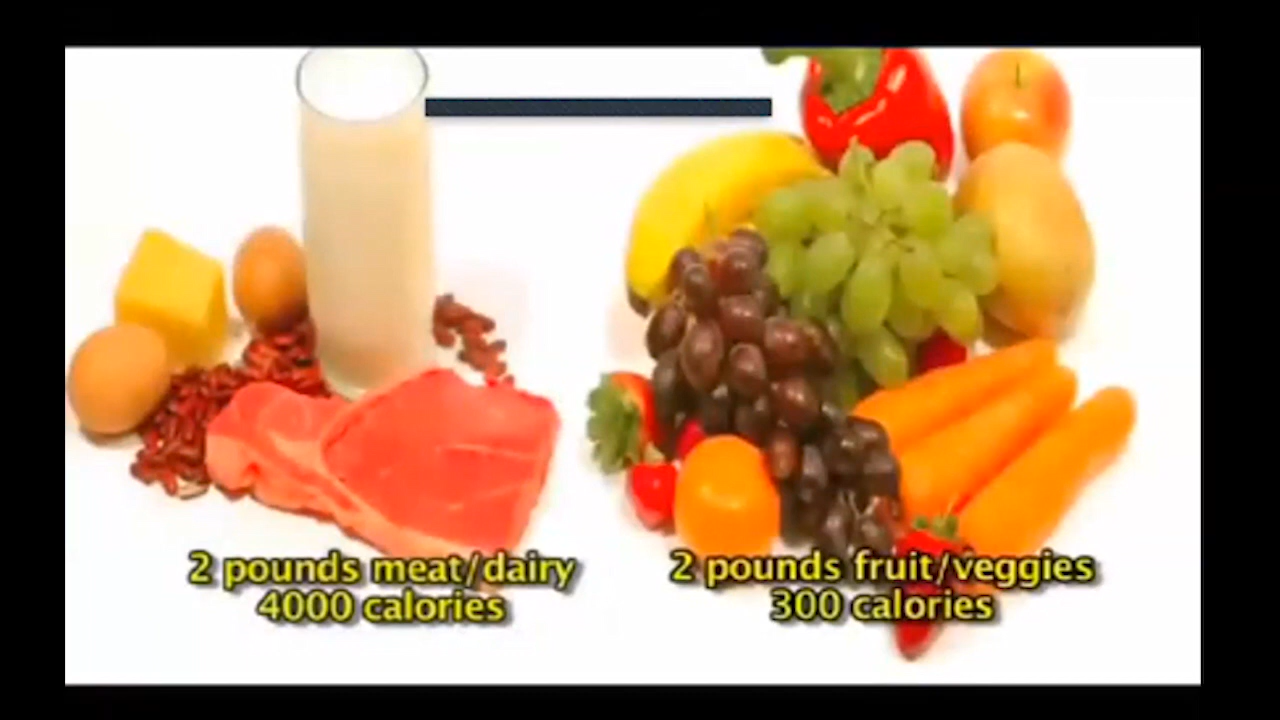 2 pounds meat/dairy
4000 calories
2 pounds fruit/veggies
300 calories